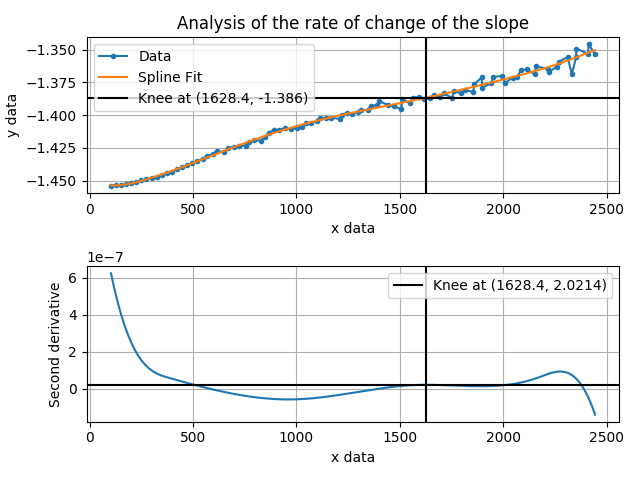 Analysis of the rate of change of the slope
y data
−1.350
−1.375
−1.400
−1.425
−1.450
Data
Spline Fit
Knee at (1628.4, -1.386)
0
500
1000
1500
2000
2500
x data
1e−7
Second derivative
6
4
2
0
Knee at (1628.4, 2.0214)
0
500
1000
1500
2000
2500
x data